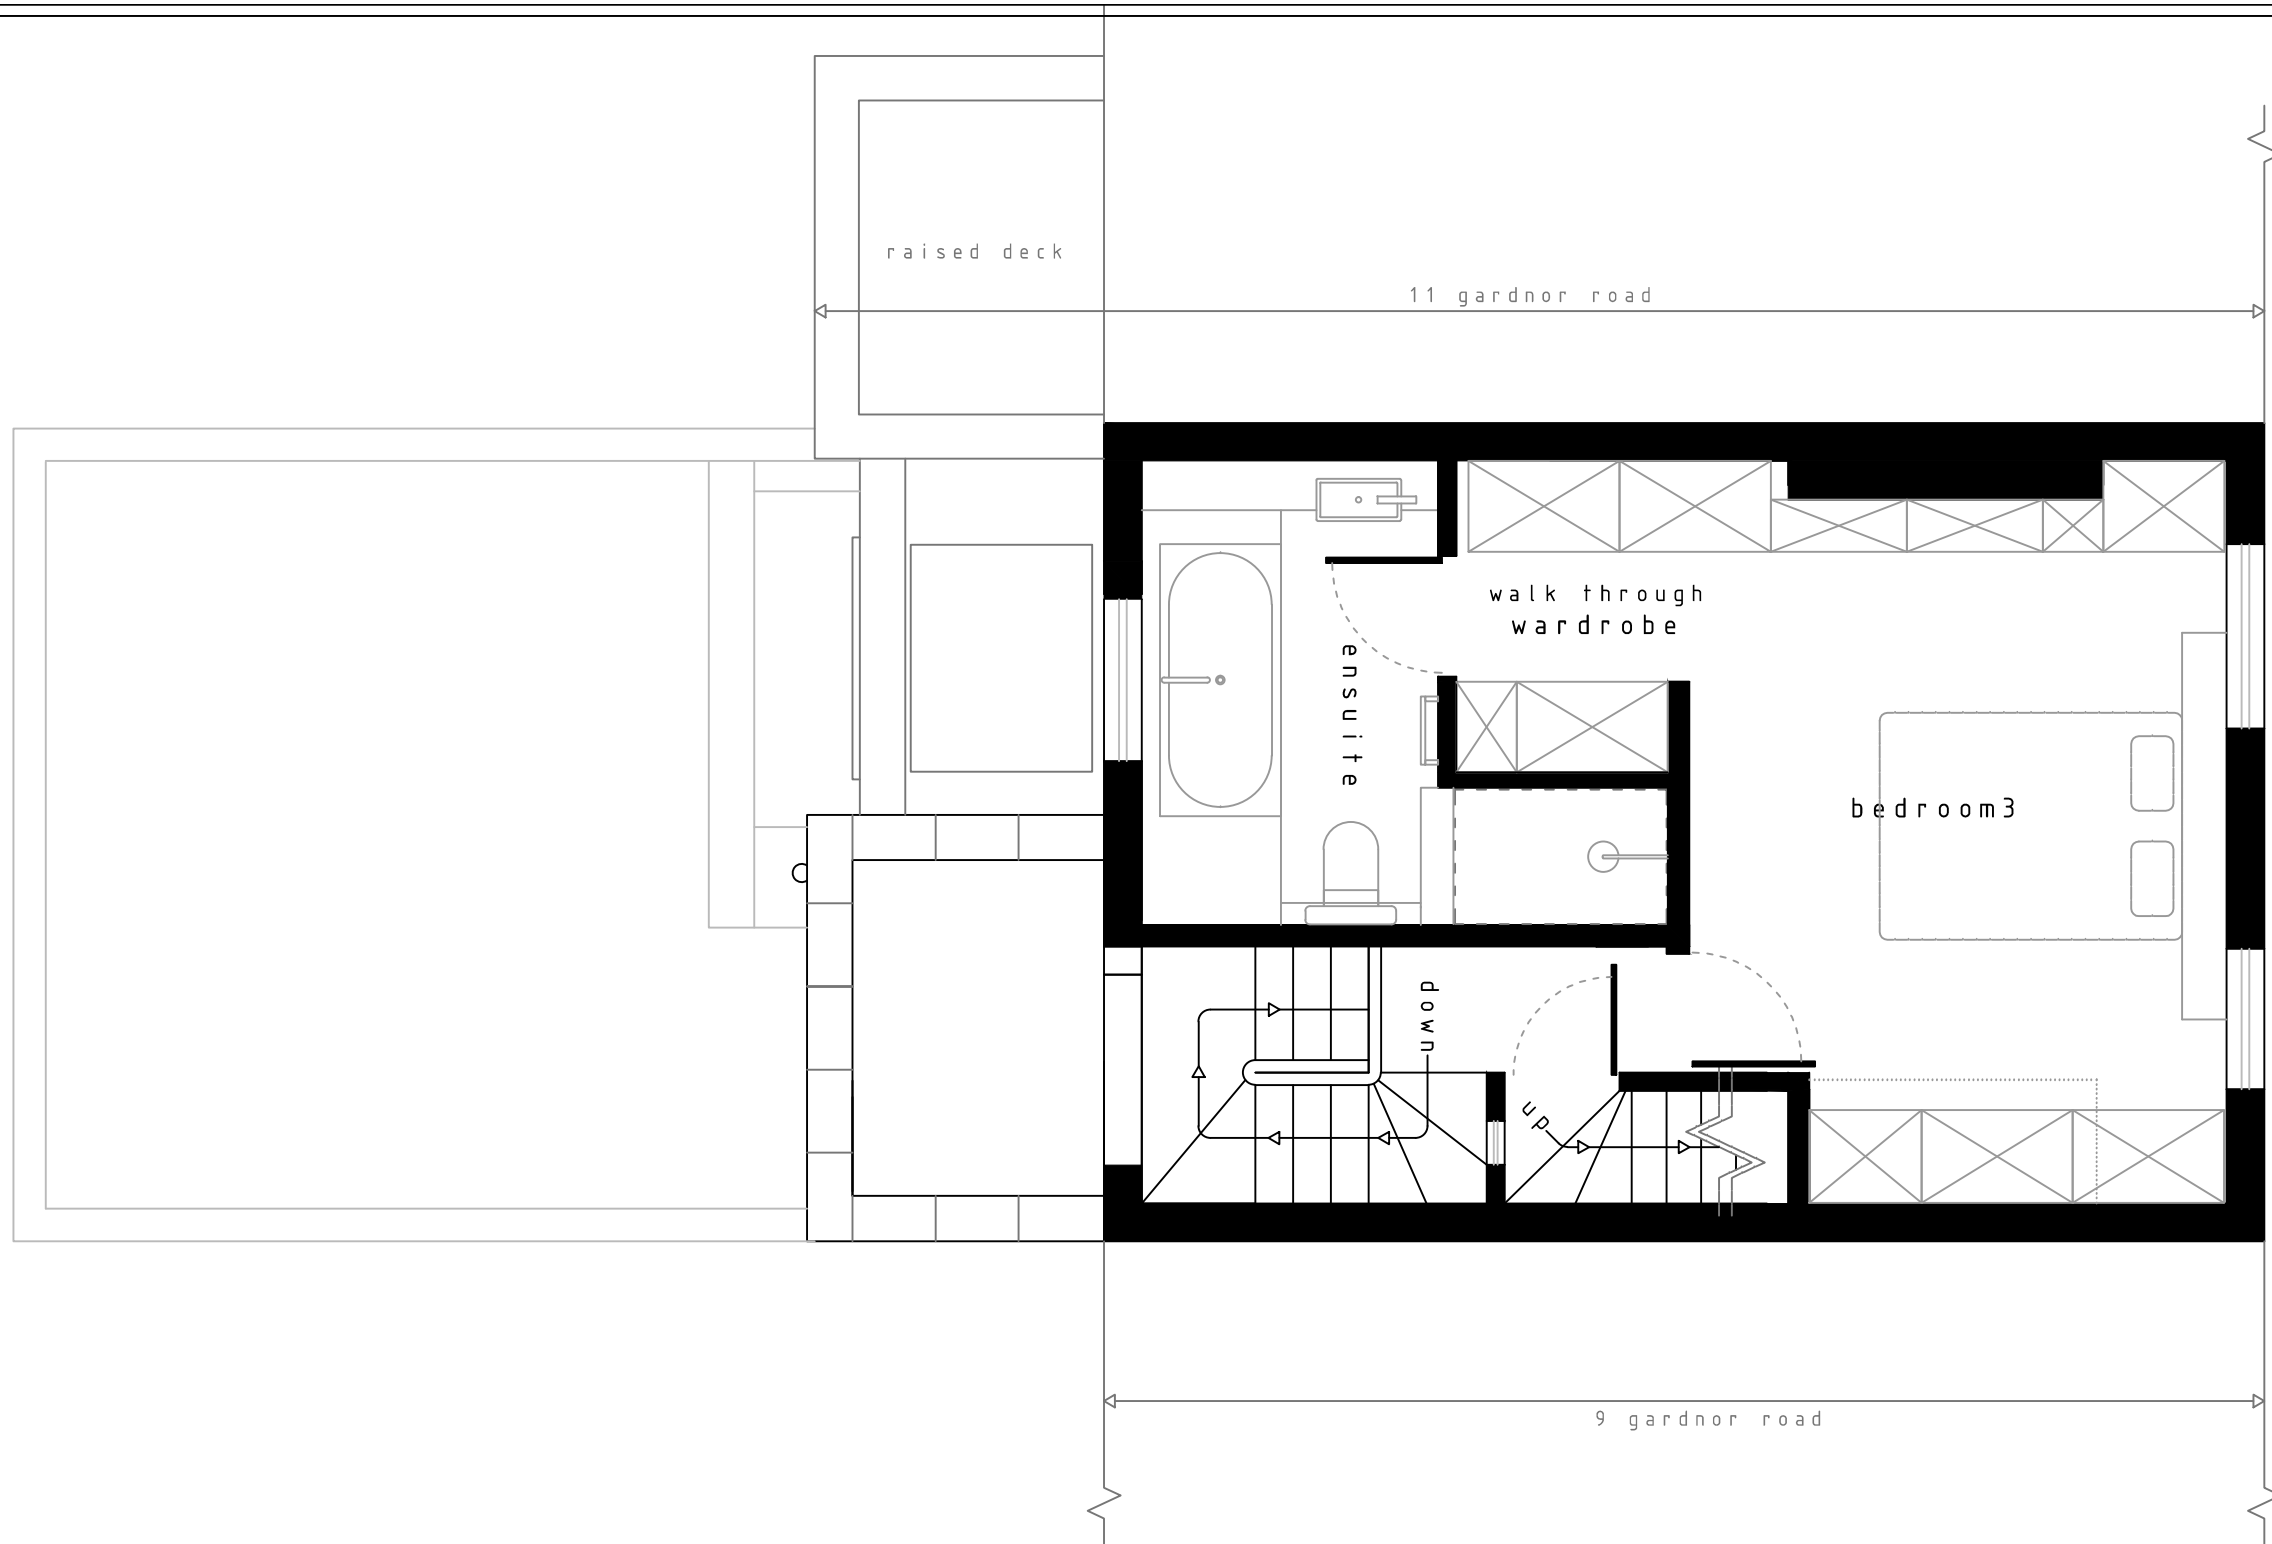 raised deck
11 gardnor road
walk through
wardrobe
ensuite
bedroom3
down
up
9 gardnor road